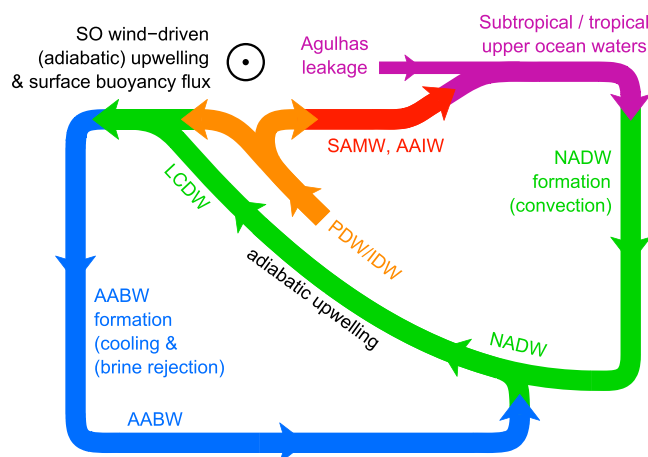 SO wind−driven
(adiabatic) upwelling
& surface buoyancy flux
Agulhas
leakage
Subtropical / tropical
upper ocean waters
SAMW, AAIW
NADW
formation
(convection)
LCDW
PDW/IDW
adiabatic upwelling
AABW
formation
(cooling &
(brine rejection)
NADW
AABW